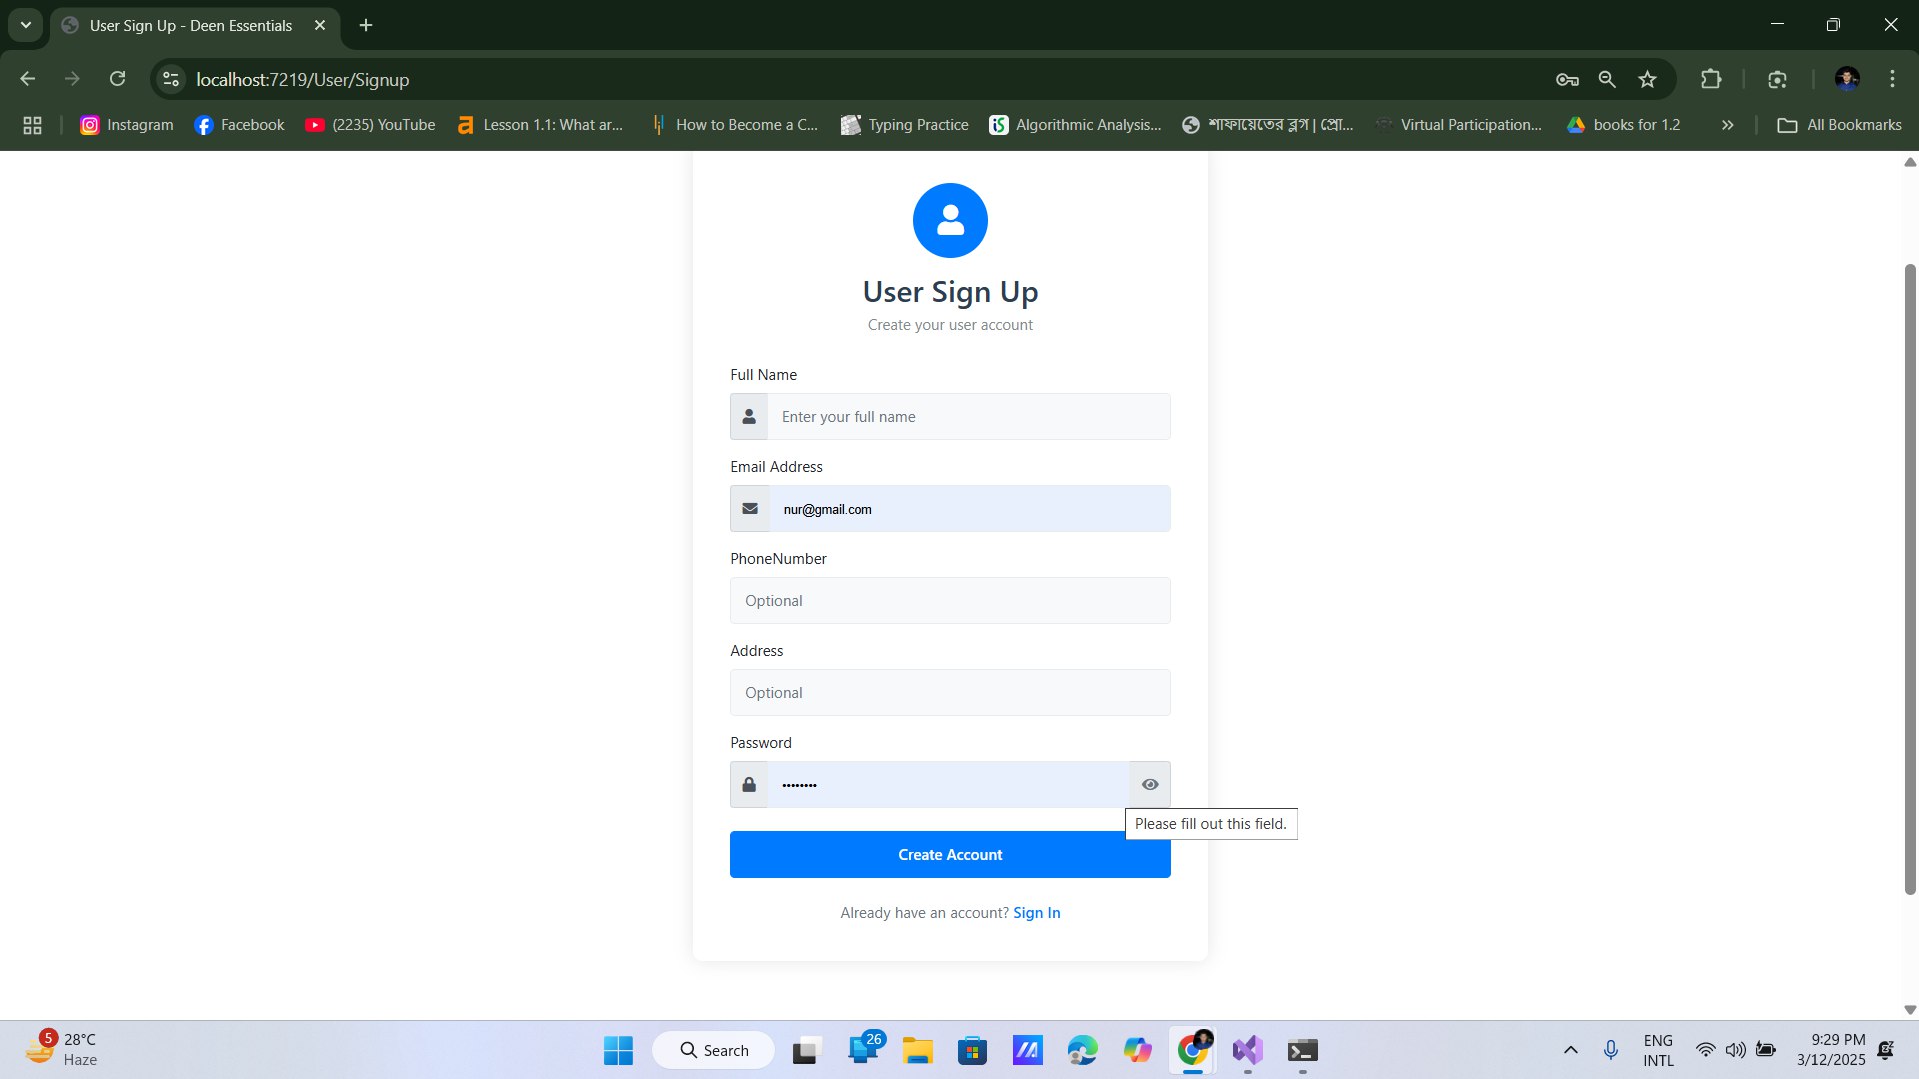 User Sign Up - Deen Essentials
localhost:7219/User/Signup
Instagram
Facebook
(2235) YouTube
Lesson 1.1: What ar...
How to Become a C...
Typing Practice
Algorithmic Analysis...
শাফায়েতের ব্লগ | প্রো...
Virtual Participation...
books for 1.2
All Bookmarks
User Sign Up
Create your user account
Full Name
Enter your full name
Email Address
nur@gmail.com
PhoneNumber
Optional
Address
Optional
Password
Please fill out this field.
Create Account
Already have an account? Sign In
5
28°C
Haze
Search
26
ENG
INTL
9:29 PM
3/12/2025